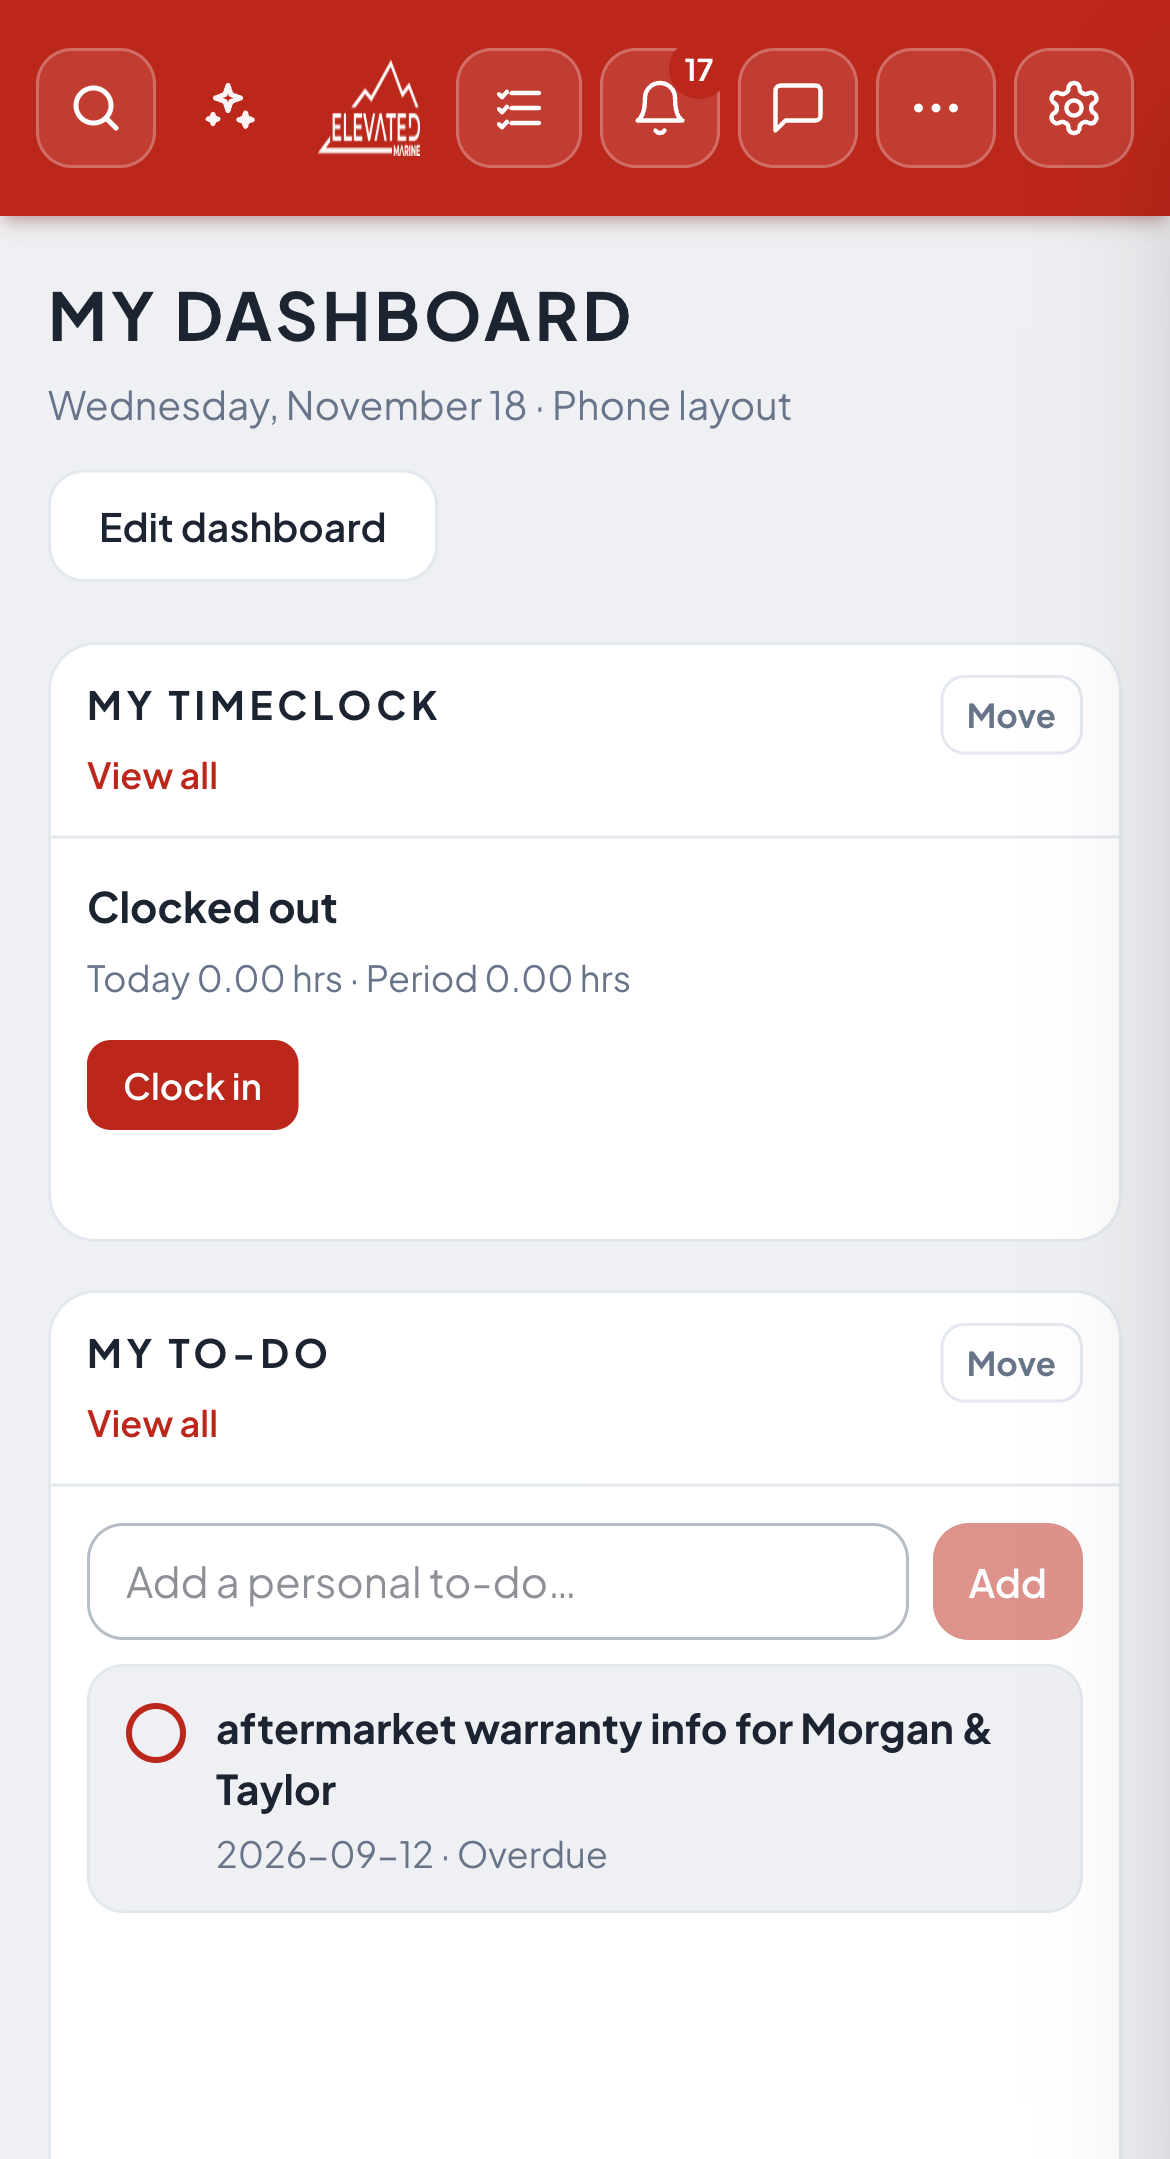 17
ELEVATED
MARINE
MY DASHBOARD
Wednesday, November 18 · Phone layout
Edit dashboard
MY TIMECLOCK
Move
View all
Clocked out
Today 0.00 hrs · Period 0.00 hrs
Clock in
MY TO-DO
Move
View all
Add a personal to-do...
Add
aftermarket warranty info for Morgan &
Taylor
2026-09-12 · Overdue